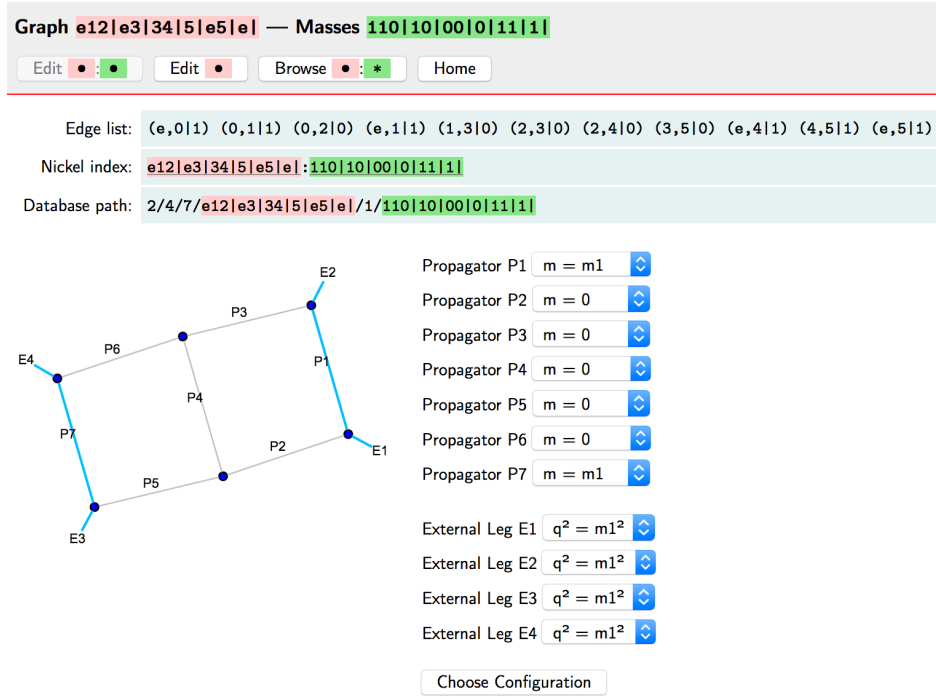 Graph e12|e3|34|5|e5|e| — Masses 110|10|00|0|11|1|
Edit •:• Edit • Browse •:* Home
Edge list: (e,0|1) (0,1|1) (0,2|0) (e,1|1) (1,3|0) (2,3|0) (2,4|0) (3,5|0) (e,4|1) (4,5|1) (e,5|1)
Nickel index: e12|e3|34|5|e5|e|:110|10|00|0|11|1|
Database path: 2/4/7/e12|e3|34|5|e5|e|/1/110|10|00|0|11|1|
E2
P3
P6
E4
P1
P4
P7
P2
E1
P5
E3
Propagator P1 m = m1
Propagator P2 m = 0
Propagator P3 m = 0
Propagator P4 m = 0
Propagator P5 m = 0
Propagator P6 m = 0
Propagator P7 m = m1
External Leg E1 q² = m1²
External Leg E2 q² = m1²
External Leg E3 q² = m1²
External Leg E4 q² = m1²
Choose Configuration